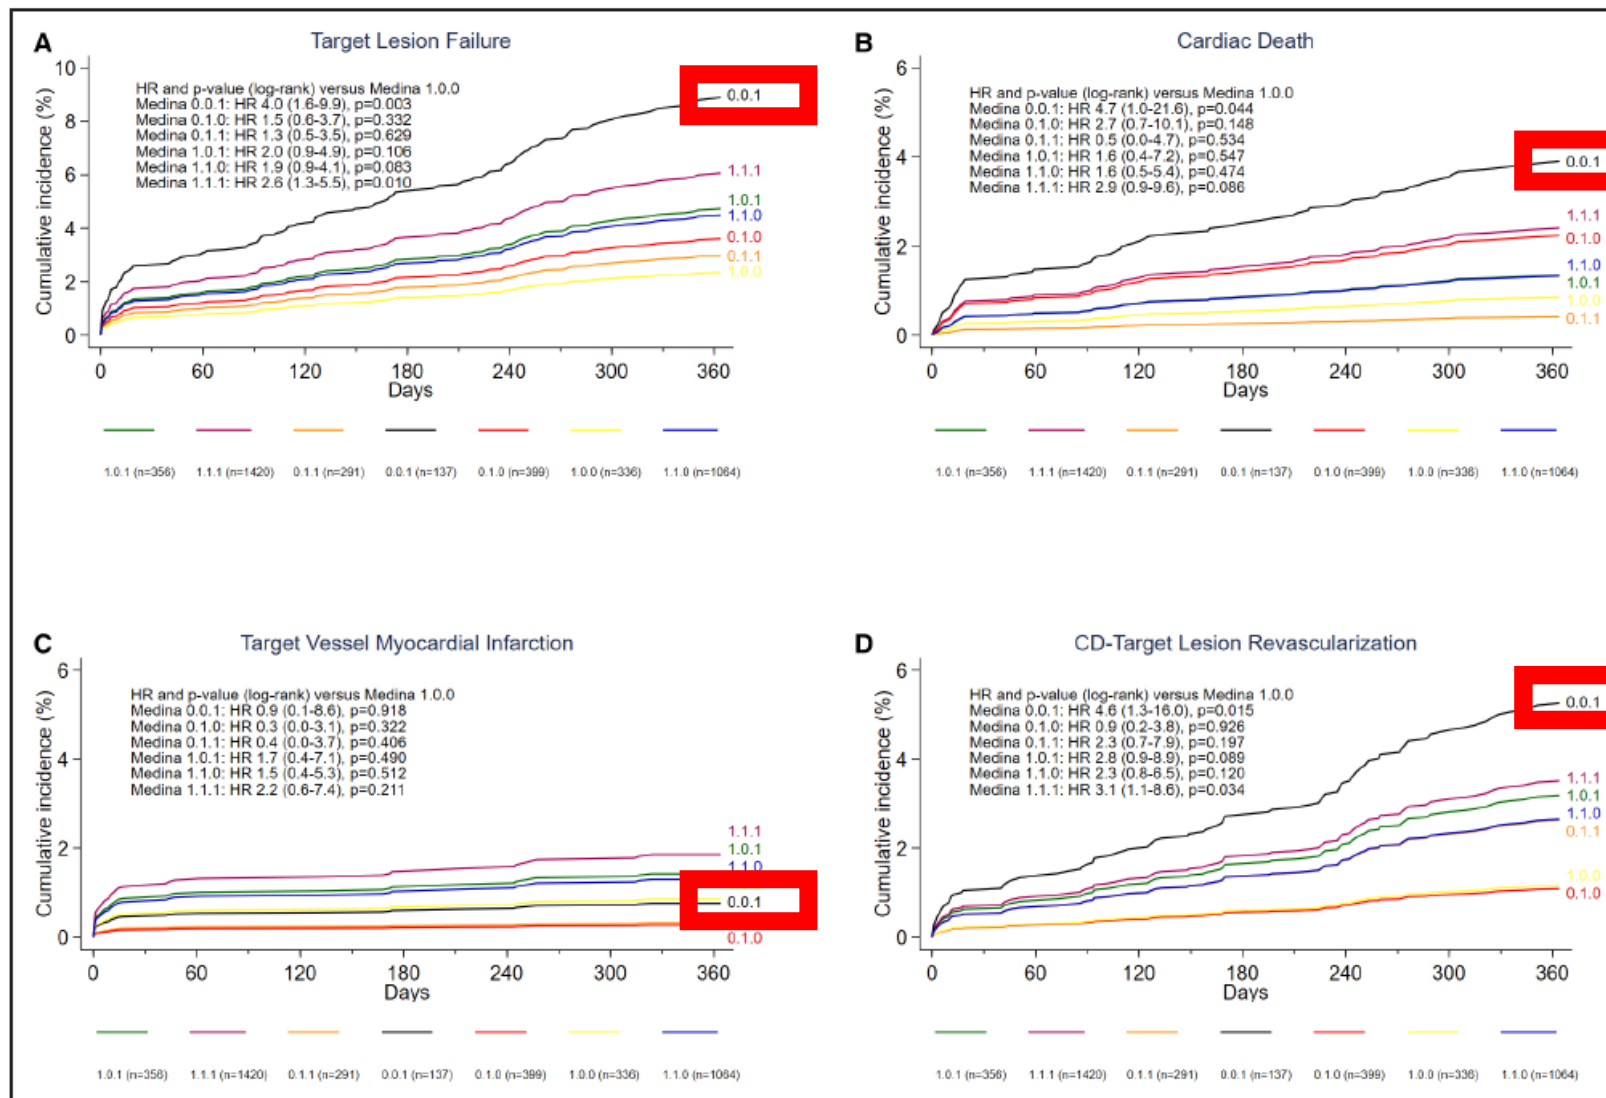 A
Target Lesion Failure
10
8
6
4
2
0
Cumulative incidence (%)
HR and p-value (log-rank) versus Medina 1.0.0
Medina 0.0.1: HR 4.0 (1.6-9.9), p=0.003
Medina 0.1.0: HR 1.5 (0.6-3.7), p=0.332
Medina 0.1.1: HR 1.3 (0.5-3.5), p=0.629
Medina 1.0.1: HR 2.0 (0.9-4.9), p=0.106
Medina 1.1.0: HR 1.9 (0.9-4.1), p=0.083
Medina 1.1.1: HR 2.6 (1.3-5.5), p=0.010
0.0.1
1.1.1
1.0.1
1.1.0
0.1.0
0.1.1
1.0.0
0 60 120 180 240 300 360
Days
1.0.1 (n=356) 1.1.1 (n=1420) 0.1.1 (n=291) 0.0.1 (n=137) 0.1.0 (n=399) 1.0.0 (n=336) 1.1.0 (n=1064)
B
Cardiac Death
6
4
2
0
Cumulative incidence (%)
HR and p-value (log-rank) versus Medina 1.0.0
Medina 0.0.1: HR 4.7 (1.0-21.6), p=0.044
Medina 0.1.0: HR 2.7 (0.7-10.1), p=0.148
Medina 0.1.1: HR 0.5 (0.0-4.7), p=0.534
Medina 1.0.1: HR 1.6 (0.4-7.2), p=0.547
Medina 1.1.0: HR 1.6 (0.5-5.4), p=0.474
Medina 1.1.1: HR 2.9 (0.9-9.6), p=0.086
0.0.1
1.1.1
0.1.0
1.1.0
1.0.1
1.0.0
0.1.1
0 60 120 180 240 300 360
Days
1.0.1 (n=356) 1.1.1 (n=1420) 0.1.1 (n=291) 0.0.1 (n=137) 0.1.0 (n=399) 1.0.0 (n=336) 1.1.0 (n=1064)
C
Target Vessel Myocardial Infarction
6
4
2
0
Cumulative incidence (%)
HR and p-value (log-rank) versus Medina 1.0.0
Medina 0.0.1: HR 0.9 (0.1-8.6), p=0.918
Medina 0.1.0: HR 0.3 (0.0-3.1), p=0.322
Medina 0.1.1: HR 0.4 (0.0-3.7), p=0.406
Medina 1.0.1: HR 1.7 (0.4-7.1), p=0.490
Medina 1.1.0: HR 1.5 (0.4-5.3), p=0.512
Medina 1.1.1: HR 2.2 (0.6-7.4), p=0.211
1.1.1
1.0.1
1.1.0
0.0.1
0.1.0
0 60 120 180 240 300 360
Days
1.0.1 (n=356) 1.1.1 (n=1420) 0.1.1 (n=291) 0.0.1 (n=137) 0.1.0 (n=399) 1.0.0 (n=336) 1.1.0 (n=1064)
D
CD-Target Lesion Revascularization
6
4
2
0
Cumulative incidence (%)
HR and p-value (log-rank) versus Medina 1.0.0
Medina 0.0.1: HR 4.6 (1.3-16.0), p=0.015
Medina 0.1.0: HR 0.9 (0.2-3.8), p=0.926
Medina 0.1.1: HR 2.3 (0.7-7.9), p=0.197
Medina 1.0.1: HR 2.8 (0.9-8.9), p=0.089
Medina 1.1.0: HR 2.3 (0.8-6.5), p=0.120
Medina 1.1.1: HR 3.1 (1.1-8.6), p=0.034
0.0.1
1.1.1
1.0.1
1.1.0
0.1.1
1.0.0
0.1.0
0 60 120 180 240 300 360
Days
1.0.1 (n=356) 1.1.1 (n=1420) 0.1.1 (n=291) 0.0.1 (n=137) 0.1.0 (n=399) 1.0.0 (n=336) 1.1.0 (n=1064)